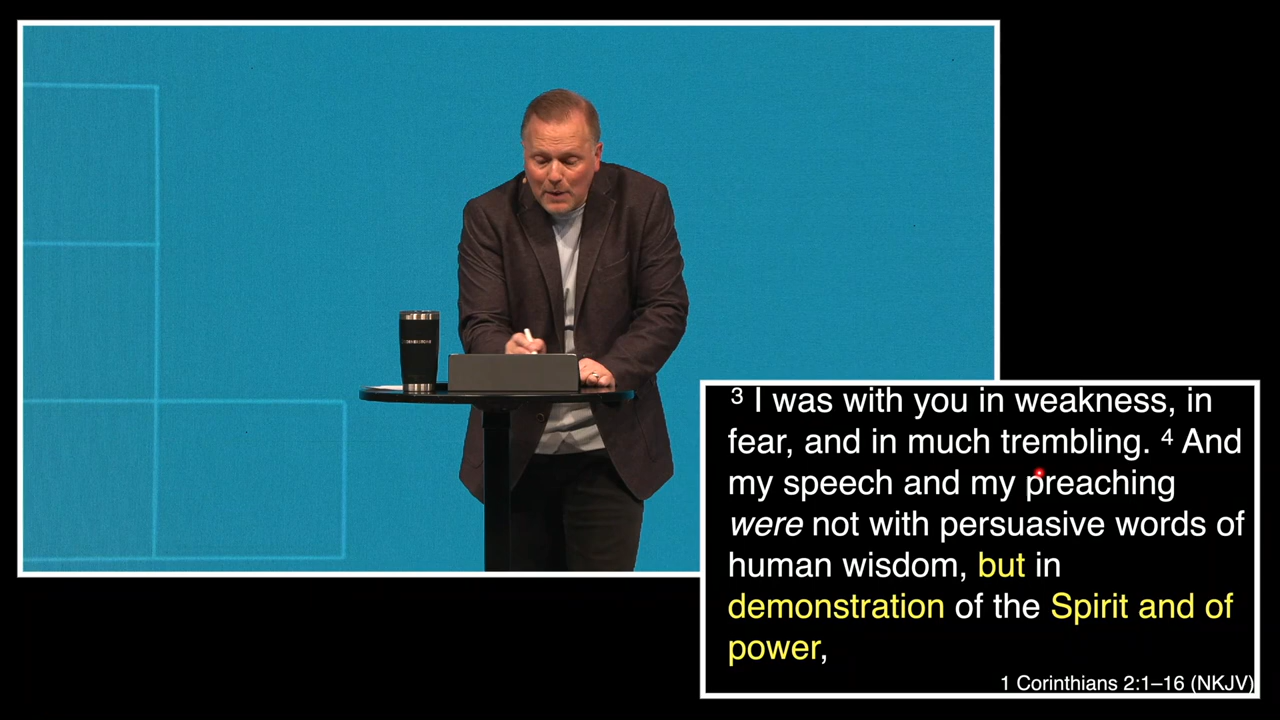 ³ I was with you in weakness, in
fear, and in much trembling. ⁴ And
my speech and my preaching
were not with persuasive words of
human wisdom, but in
demonstration of the Spirit and of
power,
1 Corinthians 2:1–16 (NKJV)